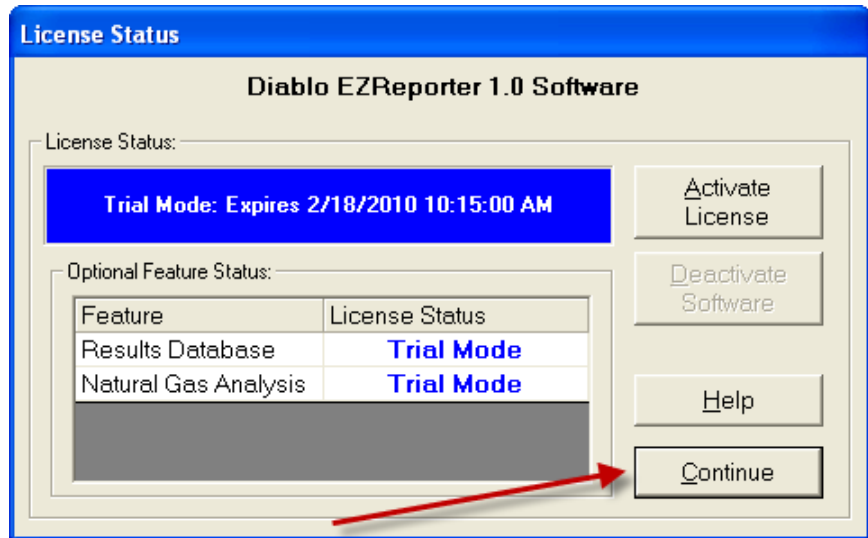 License Status
Diablo EZReporter 1.0 Software
License Status:
Trial Mode: Expires 2/18/2010 10:15:00 AM
Activate
License
Optional Feature Status:
Deactivate
Software
Feature License Status
Results Database Trial Mode
Natural Gas Analysis Trial Mode
Help
Continue